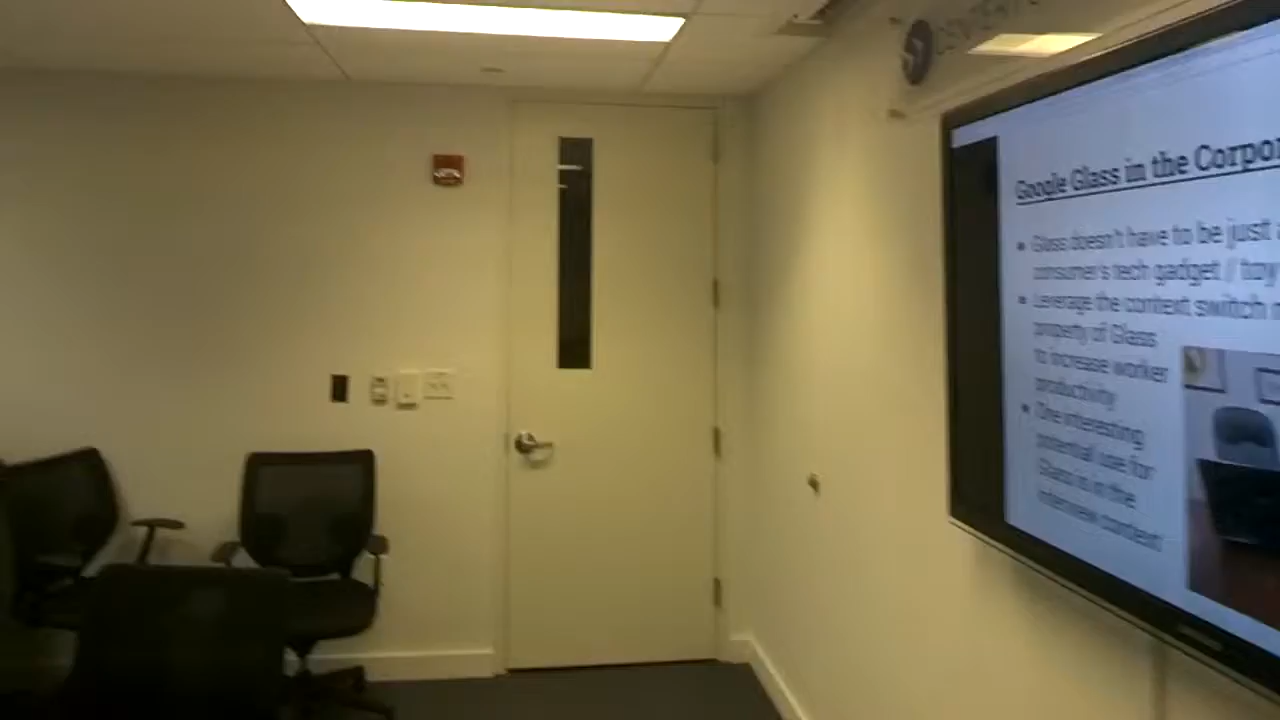 Google Glass in the Corpor
• Glass doesn't have to be just a
consumer's tech gadget // toy
• Leverage the context switch
property of Glass
to increase worker
productivity
• One interesting
potential use for
Glass is in the
interview context